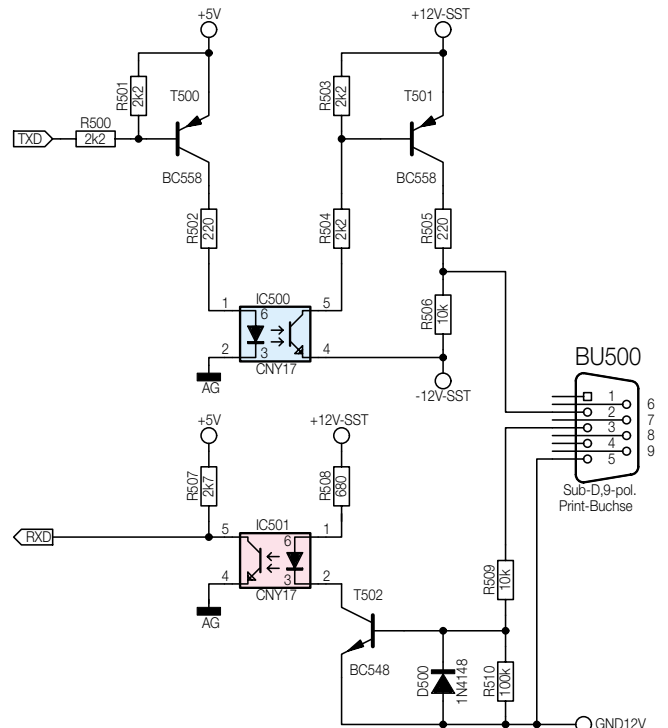 +5V
+12V-SST
R501
2k2
T500
R503
2k2
T501
TXD
R500
2k2
BC558
BC558
R502
220
R504
2k2
R505
220
1
IC500
5
6
R506
10k
2
3
4
CNY17
AG
-12V-SST
BU500
1
6
2
7
3
8
4
9
5
Sub-D,9-pol.
Print-Buchse
+5V
+12V-SST
R507
2k7
R508
680
RXD
5
IC501
6
1
4
3
2
CNY17
AG
T502
R509
10k
BC548
D500
1N4148
R510
100k
GND12V